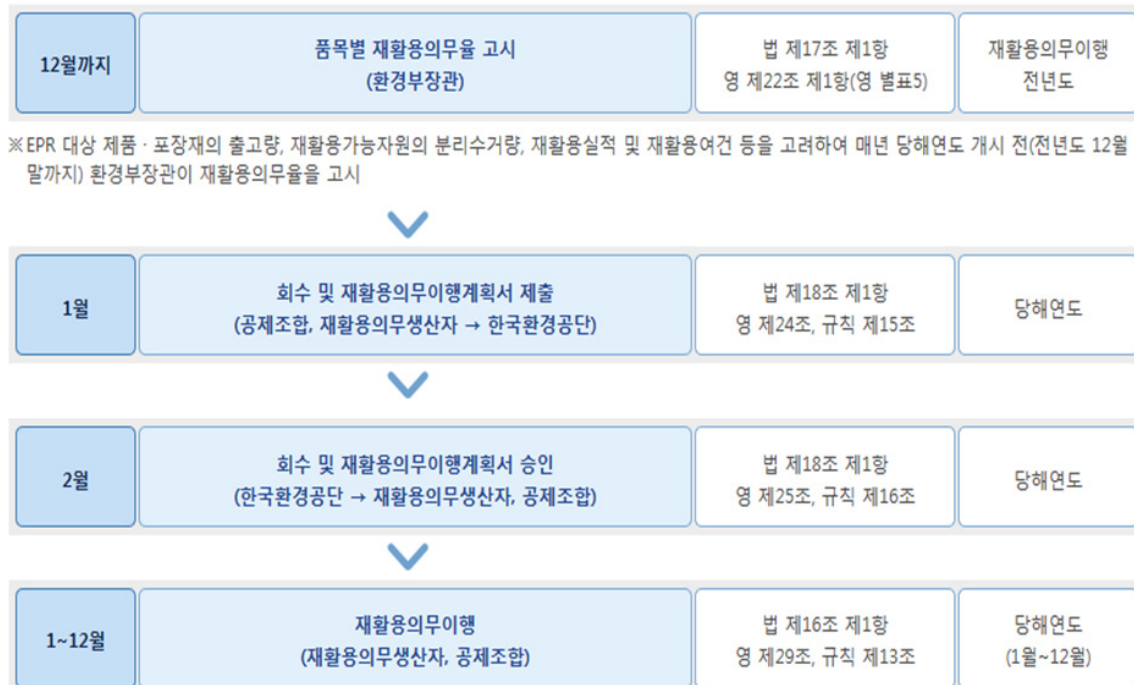 12월까지
품목별 재활용의무율 고시
(환경부장관)
법 제17조 제1항
영 제22조 제1항(영 별표5)
재활용의무이행
전년도
※EPR 대상 제품 · 포장재의 출고량, 재활용가능자원의 분리수거량, 재활용실적 및 재활용여건 등을 고려하여 매년 당해연도 개시 전(전년도 12월
말까지) 환경부장관이 재활용의무율을 고시
1월
회수 및 재활용의무이행계획서 제출
(공제조합, 재활용의무생산자 → 한국환경공단)
법 제18조 제1항
영 제24조, 규칙 제15조
당해연도
2월
회수 및 재활용의무이행계획서 승인
(한국환경공단 → 재활용의무생산자, 공제조합)
법 제18조 제1항
영 제25조, 규칙 제16조
당해연도
1~12월
재활용의무이행
(재활용의무생산자, 공제조합)
법 제16조 제1항
영 제29조, 규칙 제13조
당해연도
(1월~12월)